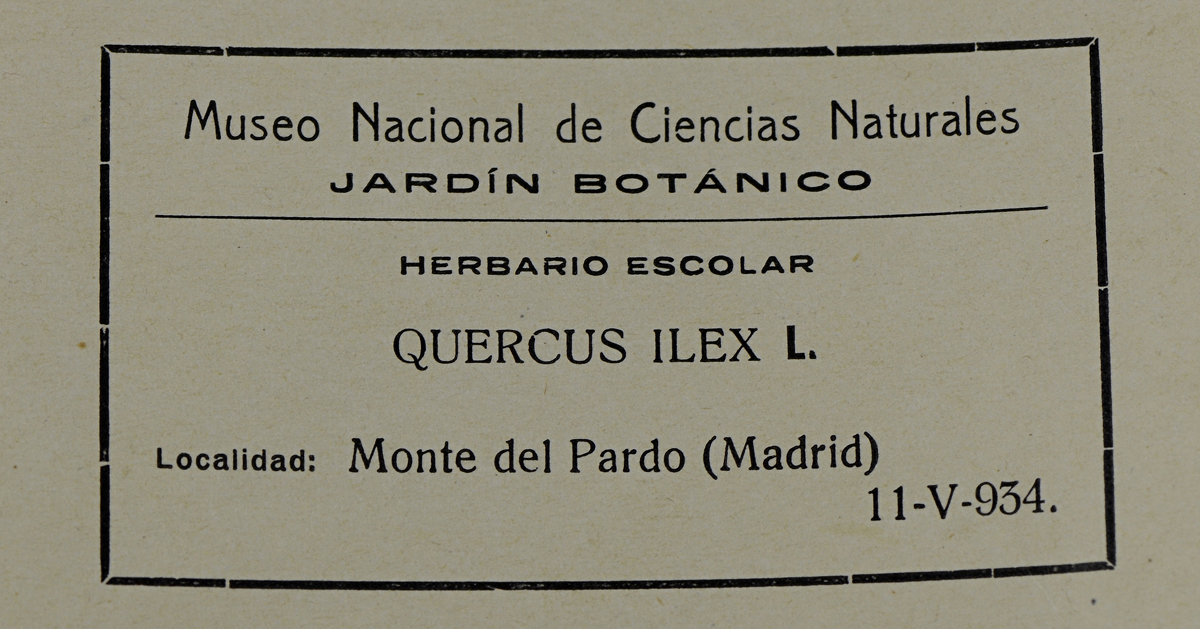 Museo Nacional de Ciencias Naturales
JARDÍN BOTÁNICO
HERBARIO ESCOLAR
QUERCUS ILEX L.
Localidad: Monte del Pardo (Madrid)
11-V-934.